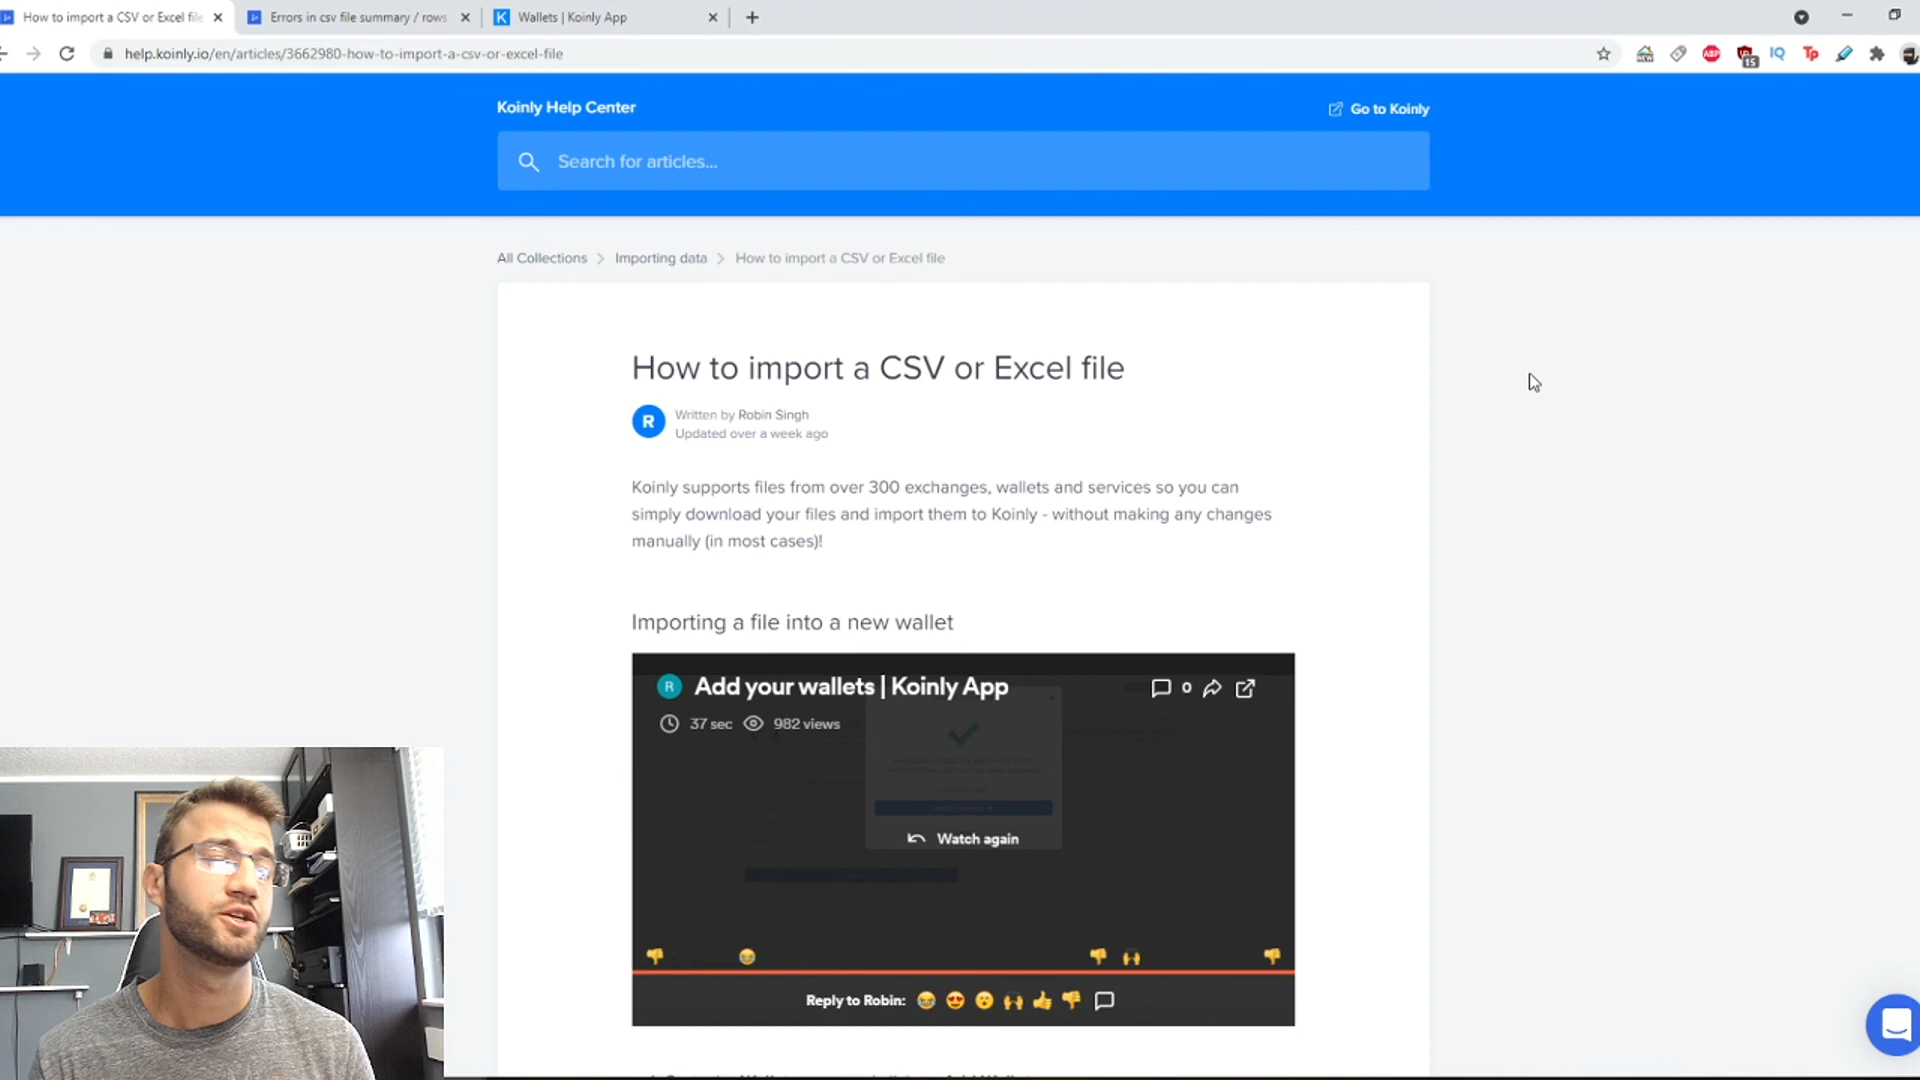 How to import a CSV or Excel file
Errors in csv file summary / rows
K Wallets | Koinly App
help.koinly.io/en/articles/3662980-how-to-import-a-csv-or-excel-file
NEW
ABP
15
IQ
Tp
Koinly Help Center
Go to Koinly
Search for articles...
All Collections > Importing data > How to import a CSV or Excel file
How to import a CSV or Excel file
R
Written by Robin Singh
Updated over a week ago
Koinly supports files from over 300 exchanges, wallets and services so you can
simply download your files and import them to Koinly - without making any changes
manually (in most cases)!
Importing a file into a new wallet
R Add your wallets | Koinly App
0
37 sec 982 views
Watch again
Reply to Robin: